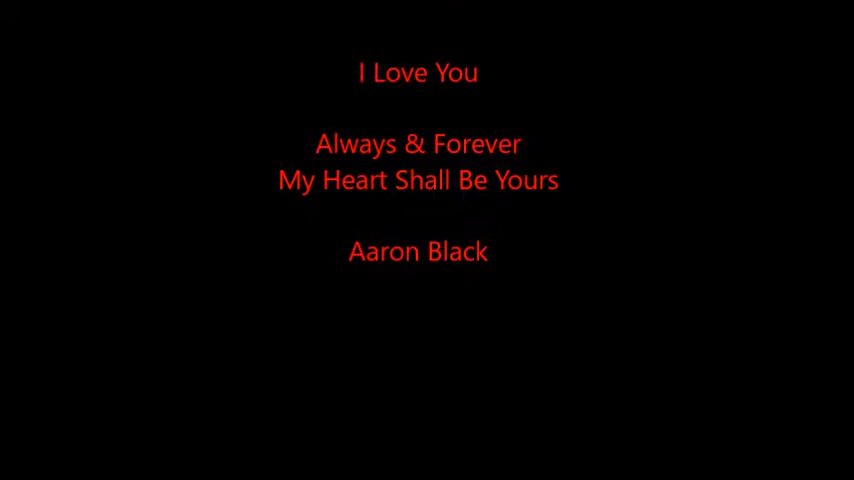 I Love You
Always & Forever
My Heart Shall Be Yours
Aaron Black